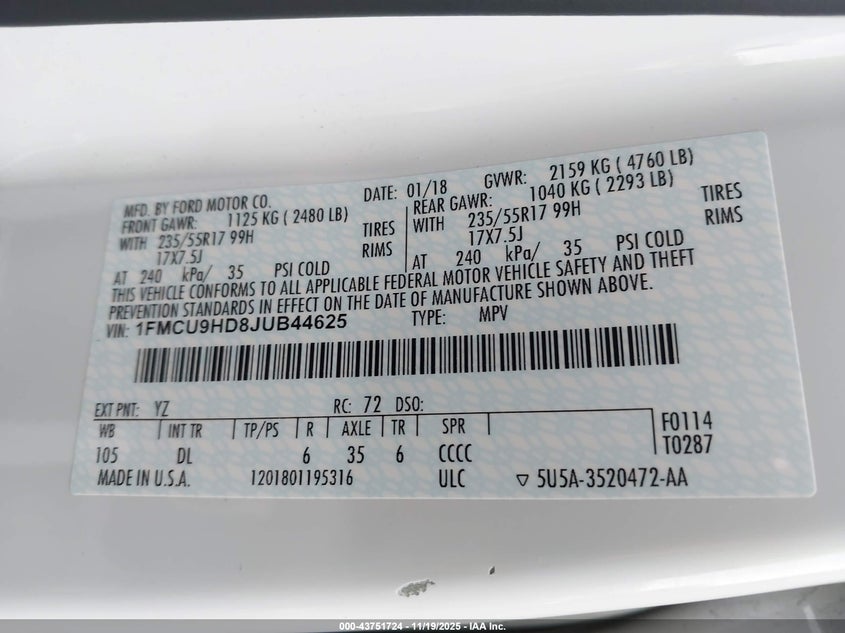 MFD. BY FORD MOTOR CO. DATE: 01/18 GVWR: 2159 KG ( 4760 LB)
FRONT GAWR: 1125 KG ( 2480 LB) REAR GAWR: 1040 KG ( 2293 LB)
WITH 235/55R17 99H TIRES WITH 235/55R17 99H TIRES
17X7.5J RIMS 17X7.5J RIMS
AT 240 kPa/ 35 PSI COLD AT 240 kPa/ 35 PSI COLD
THIS VEHICLE CONFORMS TO ALL APPLICABLE FEDERAL MOTOR VEHICLE SAFETY AND THEFT
PREVENTION STANDARDS IN EFFECT ON THE DATE OF MANUFACTURE SHOWN ABOVE.
VIN: 1FMCU9HD8JUB44625 TYPE: MPV
EXT PNT: YZ RC: 72 DSO:
WB INT TR TP/PS R AXLE TR SPR F0114
105 DL 6 35 6 CCCC T0287
MADE IN U.S.A. 1201801195316 ULC ▽ 5U5A-3520472-AA
000-43751724 - 11/19/2025 - IAA Inc.